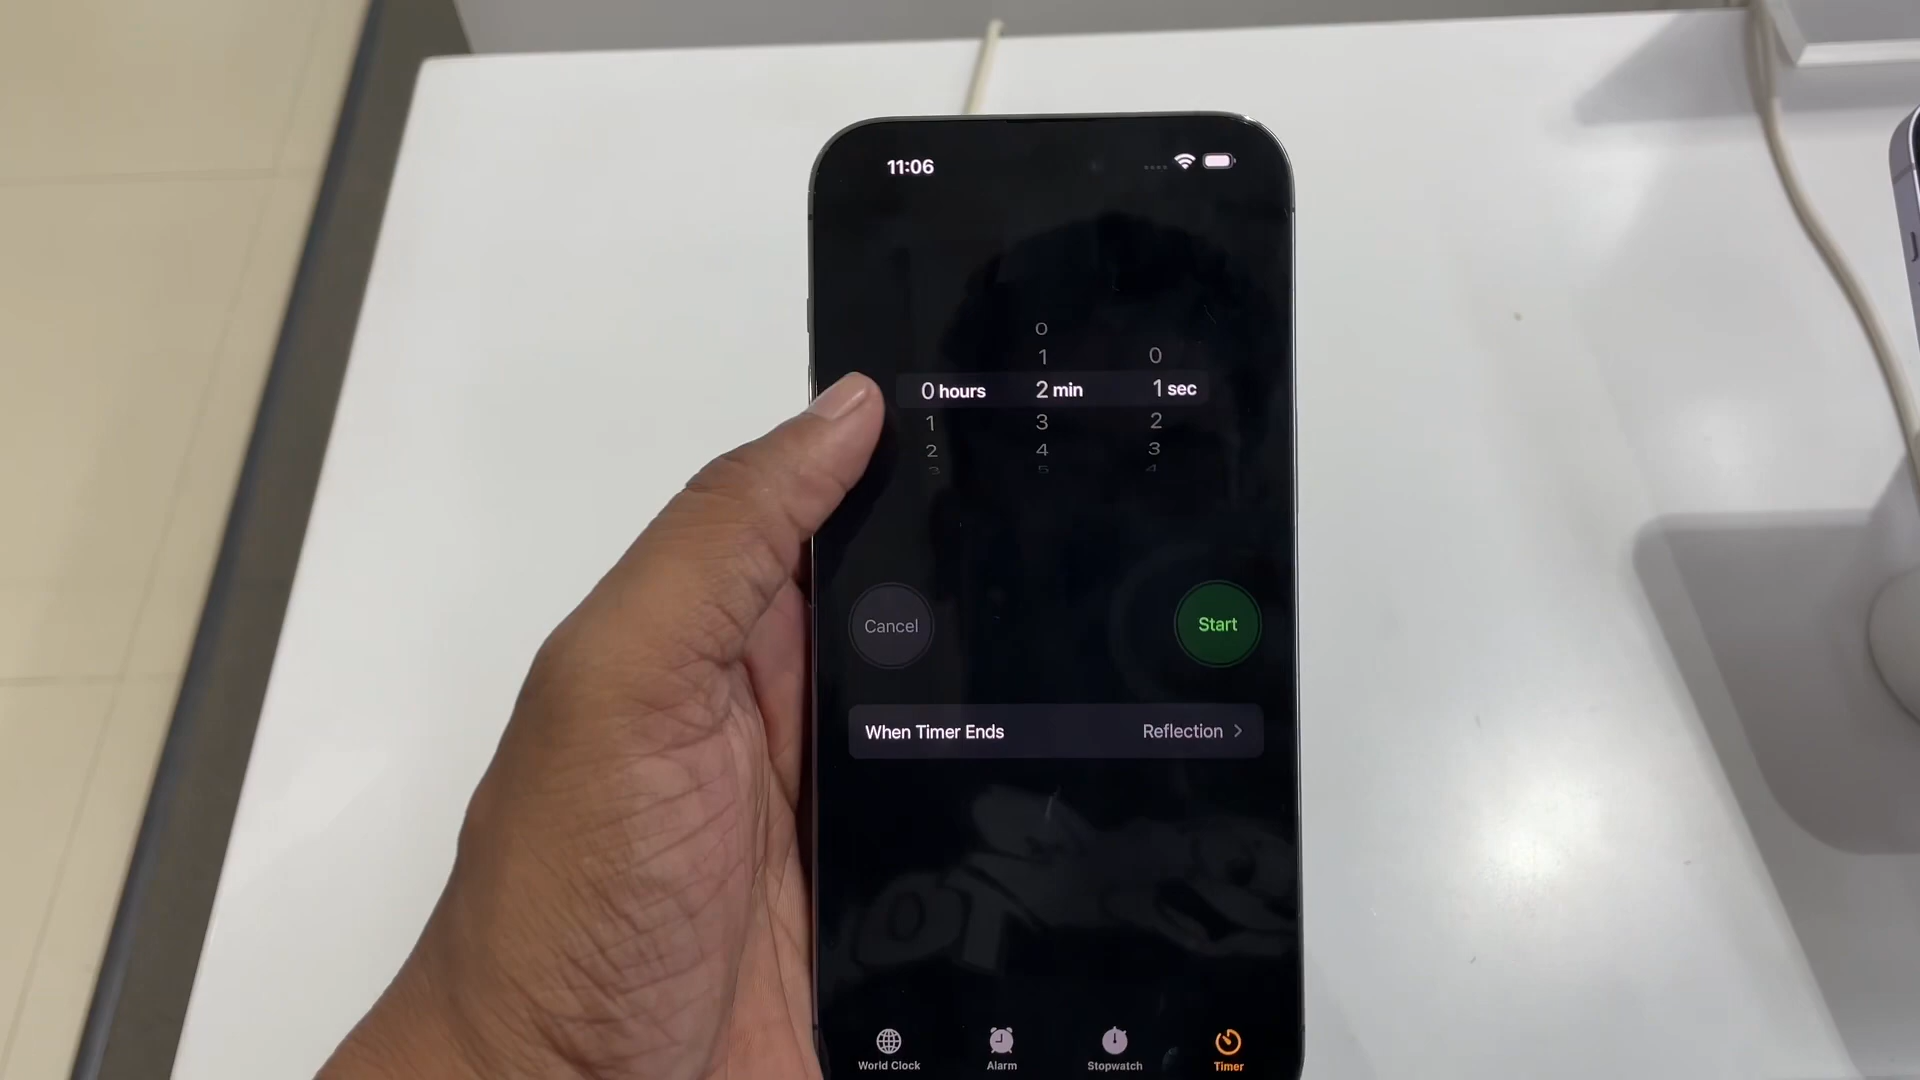 11:06
0
1 0
0 hours 2 min 1 sec
1 3 2
2 4 3
3 5 4
Cancel Start
When Timer Ends Reflection
World Clock Alarm Stopwatch Timer